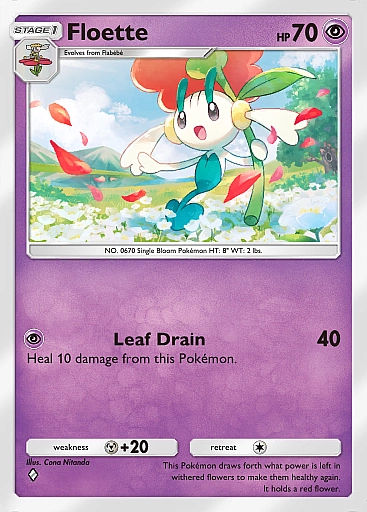 STAGE 1
Floette
HP 70
Evolves from Flabébé
NO. 0670 Single Bloom Pokémon HT: 8" WT: 2 lbs.
Leaf Drain 40
Heal 10 damage from this Pokémon.
weakness +20 retreat
Illus. Cona Nitanda
This Pokémon draws forth what power is left in
withered flowers to make them healthy again.
It holds a red flower.